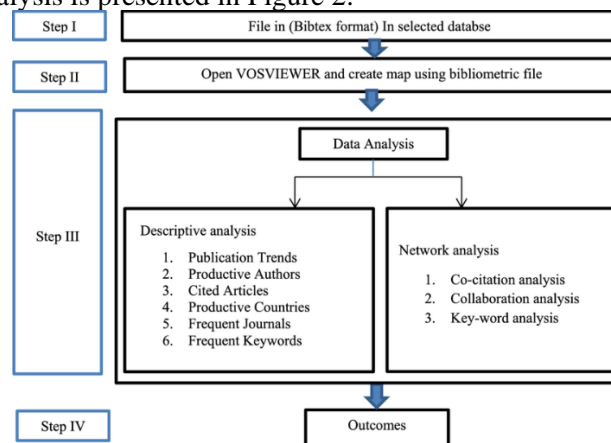 alysis is presented in Figure 2.
Step I
File in (Bibtex format) In selected databse
Step II
Open VOSVIEWER and create map using bibliometric file
Step III
Data Analysis
Descriptive analysis
1. Publication Trends
2. Productive Authors
3. Cited Articles
4. Productive Countries
5. Frequent Journals
6. Frequent Keywords
Network analysis
1. Co-citation analysis
2. Collaboration analysis
3. Key-word analysis
Step IV
Outcomes